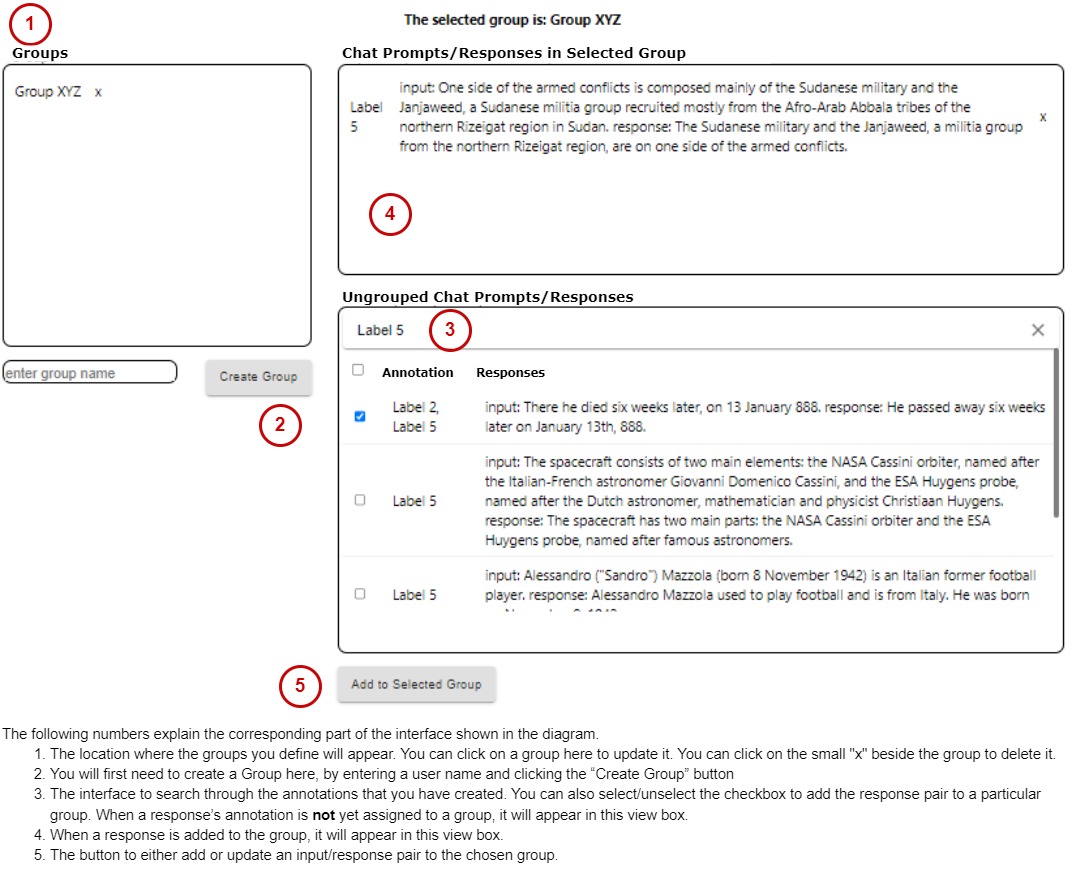 1
The selected group is: Group XYZ
Groups
Chat Prompts/Responses in Selected Group
Group XYZ x
Label
5
input: One side of the armed conflicts is composed mainly of the Sudanese military and the
Janjaweed, a Sudanese militia group recruited mostly from the Afro-Arab Abbala tribes of the
northern Rizeigat region in Sudan. response: The Sudanese military and the Janjaweed, a militia group
from the northern Rizeigat region, are on one side of the armed conflicts.
x
4
Ungrouped Chat Prompts/Responses
Label 5
3
×
enter group name
Create Group
2
Annotation Responses
Label 2,
Label 5
input: There he died six weeks later, on 13 January 888. response: He passed away six weeks
later on January 13th, 888.
Label 5
input: The spacecraft consists of two main elements: the NASA Cassini orbiter, named after
the Italian-French astronomer Giovanni Domenico Cassini, and the ESA Huygens probe,
named after the Dutch astronomer, mathematician and physicist Christiaan Huygens.
response: The spacecraft has two main parts: the NASA Cassini orbiter and the ESA
Huygens probe, named after famous astronomers.
Label 5
input: Alessandro ("Sandro") Mazzola (born 8 November 1942) is an Italian former football
player. response: Alessandro Mazzola used to play football and is from Italy. He was born
5
Add to Selected Group
The following numbers explain the corresponding part of the interface shown in the diagram.
1. The location where the groups you define will appear. You can click on a group here to update it. You can click on the small "x" beside the group to delete it.
2. You will first need to create a Group here, by entering a user name and clicking the “Create Group” button
3. The interface to search through the annotations that you have created. You can also select/unselect the checkbox to add the response pair to a particular
group. When a response’s annotation is not yet assigned to a group, it will appear in this view box.
4. When a response is added to the group, it will appear in this view box.
5. The button to either add or update an input/response pair to the chosen group.